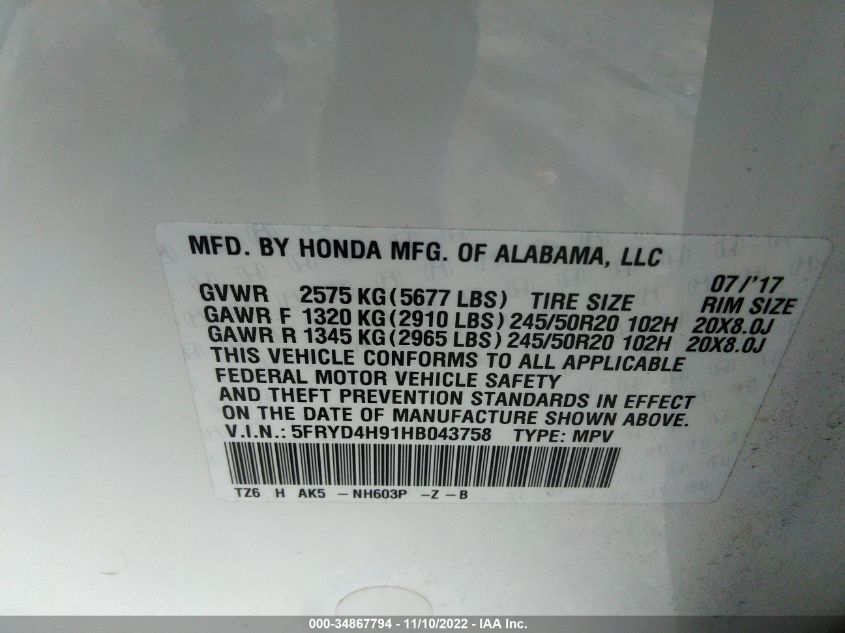 MFD. BY HONDA MFG. OF ALABAMA, LLC
07/'17
GVWR 2575 KG (5677 LBS) TIRE SIZE RIM SIZE
GAWR F 1320 KG (2910 LBS) 245/50R20 102H 20X8.0J
GAWR R 1345 KG (2965 LBS) 245/50R20 102H 20X8.0J
THIS VEHICLE CONFORMS TO ALL APPLICABLE
FEDERAL MOTOR VEHICLE SAFETY
AND THEFT PREVENTION STANDARDS IN EFFECT
ON THE DATE OF MANUFACTURE SHOWN ABOVE.
V.I.N.: 5FRYD4H91HB043758 TYPE: MPV
TZ6 H AK5 -NH603P -Z-B
000-34867794 - 11/10/2022 - IAA Inc.